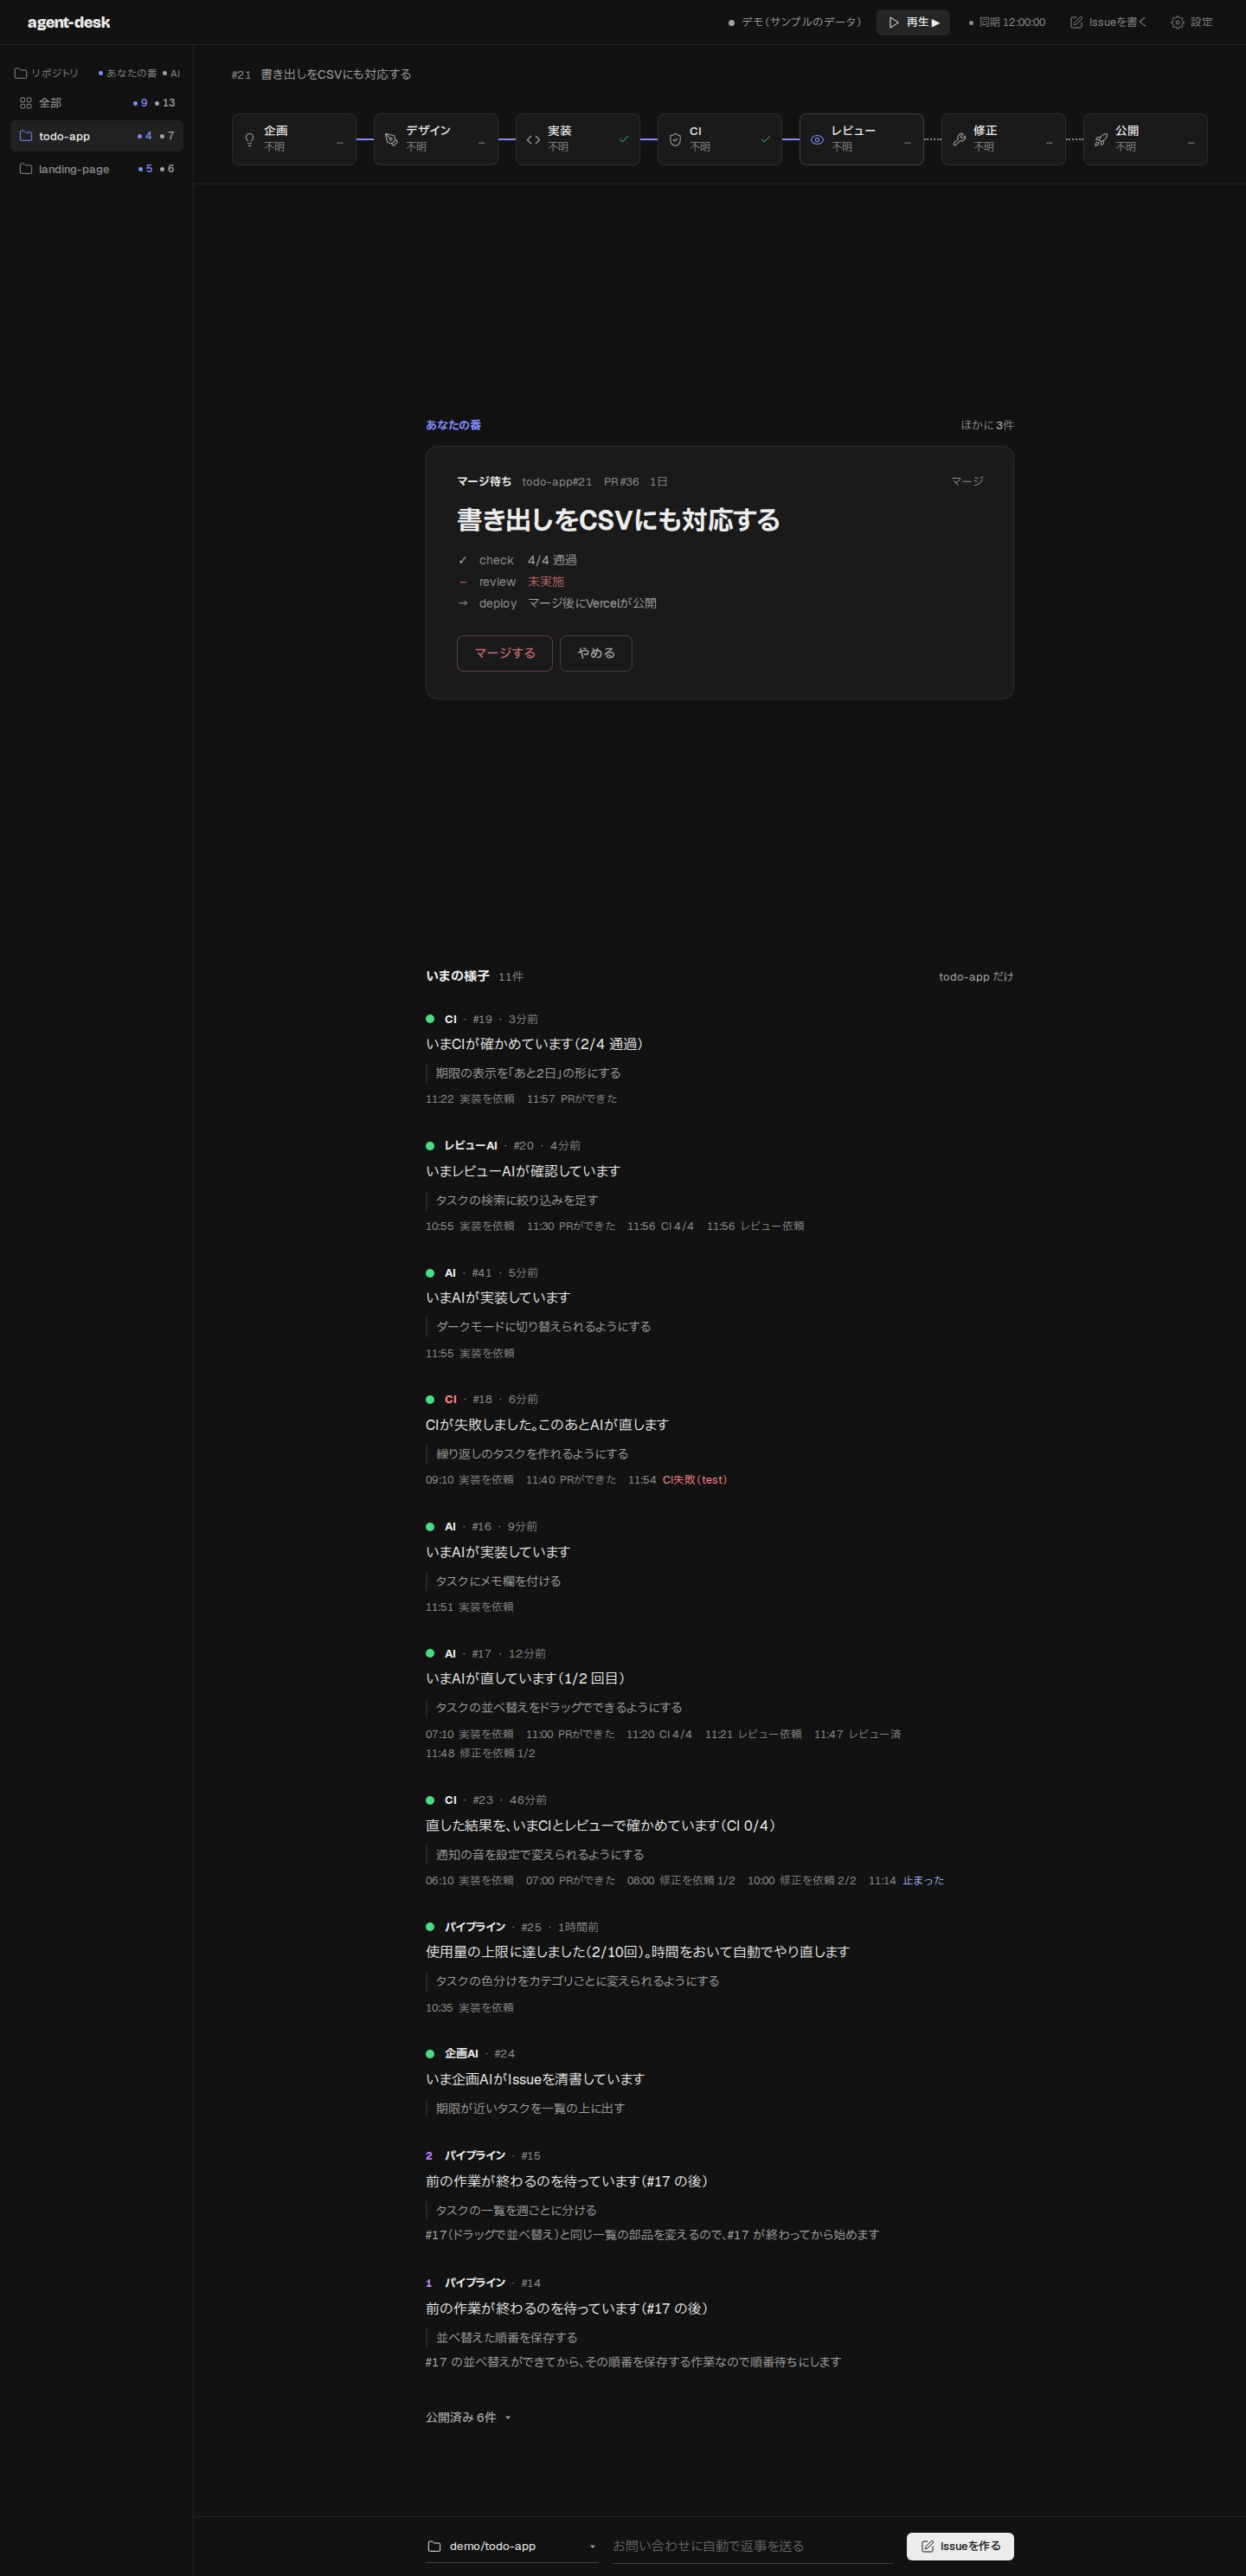 agent-desk
デモ（サンプルのデータ）
再生 ▶
同期 12:00:00
Issueを書く
設定
リポジトリ
あなたの番
AI
全部
9
13
todo-app
4
7
landing-page
5
6
#21 書き出しをCSVにも対応する
企画
不明
…
デザイン
不明
…
実装
不明
✓
CI
不明
✓
レビュー
不明
…
修正
不明
…
公開
不明
…
あなたの番
ほかに3件
マージ待ち todo-app#21 PR#36 1日
マージ
書き出しをCSVにも対応する
✓ check 4/4 通過
– review 未実施
→ deploy マージ後にVercelが公開
マージする
やめる
いまの様子 11件
todo-app だけ
CI · #19 · 3分前
いまCIが確かめています（2/4 通過）
期限の表示を「あと2日」の形にする
11:22 実装を依頼 11:57 PRができた
レビューAI · #20 · 4分前
いまレビューAIが確認しています
タスクの検索に絞り込みを足す
10:55 実装を依頼 11:30 PRができた 11:56 CI 4/4 11:56 レビュー依頼
AI · #41 · 5分前
いまAIが実装しています
ダークモードに切り替えられるようにする
11:55 実装を依頼
CI · #18 · 6分前
CIが失敗しました。このあとAIが直します
繰り返しのタスクを作れるようにする
09:10 実装を依頼 11:40 PRができた 11:54 CI失敗（test）
AI · #16 · 9分前
いまAIが実装しています
タスクにメモ欄を付ける
11:51 実装を依頼
AI · #17 · 12分前
いまAIが直しています（1/2 回目）
タスクの並べ替えをドラッグでできるようにする
07:10 実装を依頼 11:00 PRができた 11:20 CI 4/4 11:21 レビュー依頼 11:47 レビュー済
11:48 修正を依頼 1/2
CI · #23 · 46分前
直した結果を、いまCIとレビューで確かめています（CI 0/4）
通知の音を設定で変えられるようにする
06:10 実装を依頼 07:00 PRができた 08:00 修正を依頼 1/2 10:00 修正を依頼 2/2 11:14 止まった
パイプライン · #25 · 1時間前
使用量の上限に達しました（2/10回）。時間をおいて自動でやり直します
タスクの色分けをカテゴリごとに変えられるようにする
10:35 実装を依頼
企画AI · #24
いま企画AIがIssueを清書しています
期限が近いタスクを一覧の上に出す
2 パイプライン · #15
前の作業が終わるのを待っています（#17 の後）
タスクの一覧を週ごとに分ける
#17（ドラッグで並べ替え）と同じ一覧の部品を変えるので、#17 が終わってから始めます
1 パイプライン · #14
前の作業が終わるのを待っています（#17 の後）
並べ替えた順番を保存する
#17 の並べ替えができてから、その順番を保存する作業なので順番待ちにします
公開済み 6件
demo/todo-app
お問い合わせに自動で返事を送る
Issueを作る